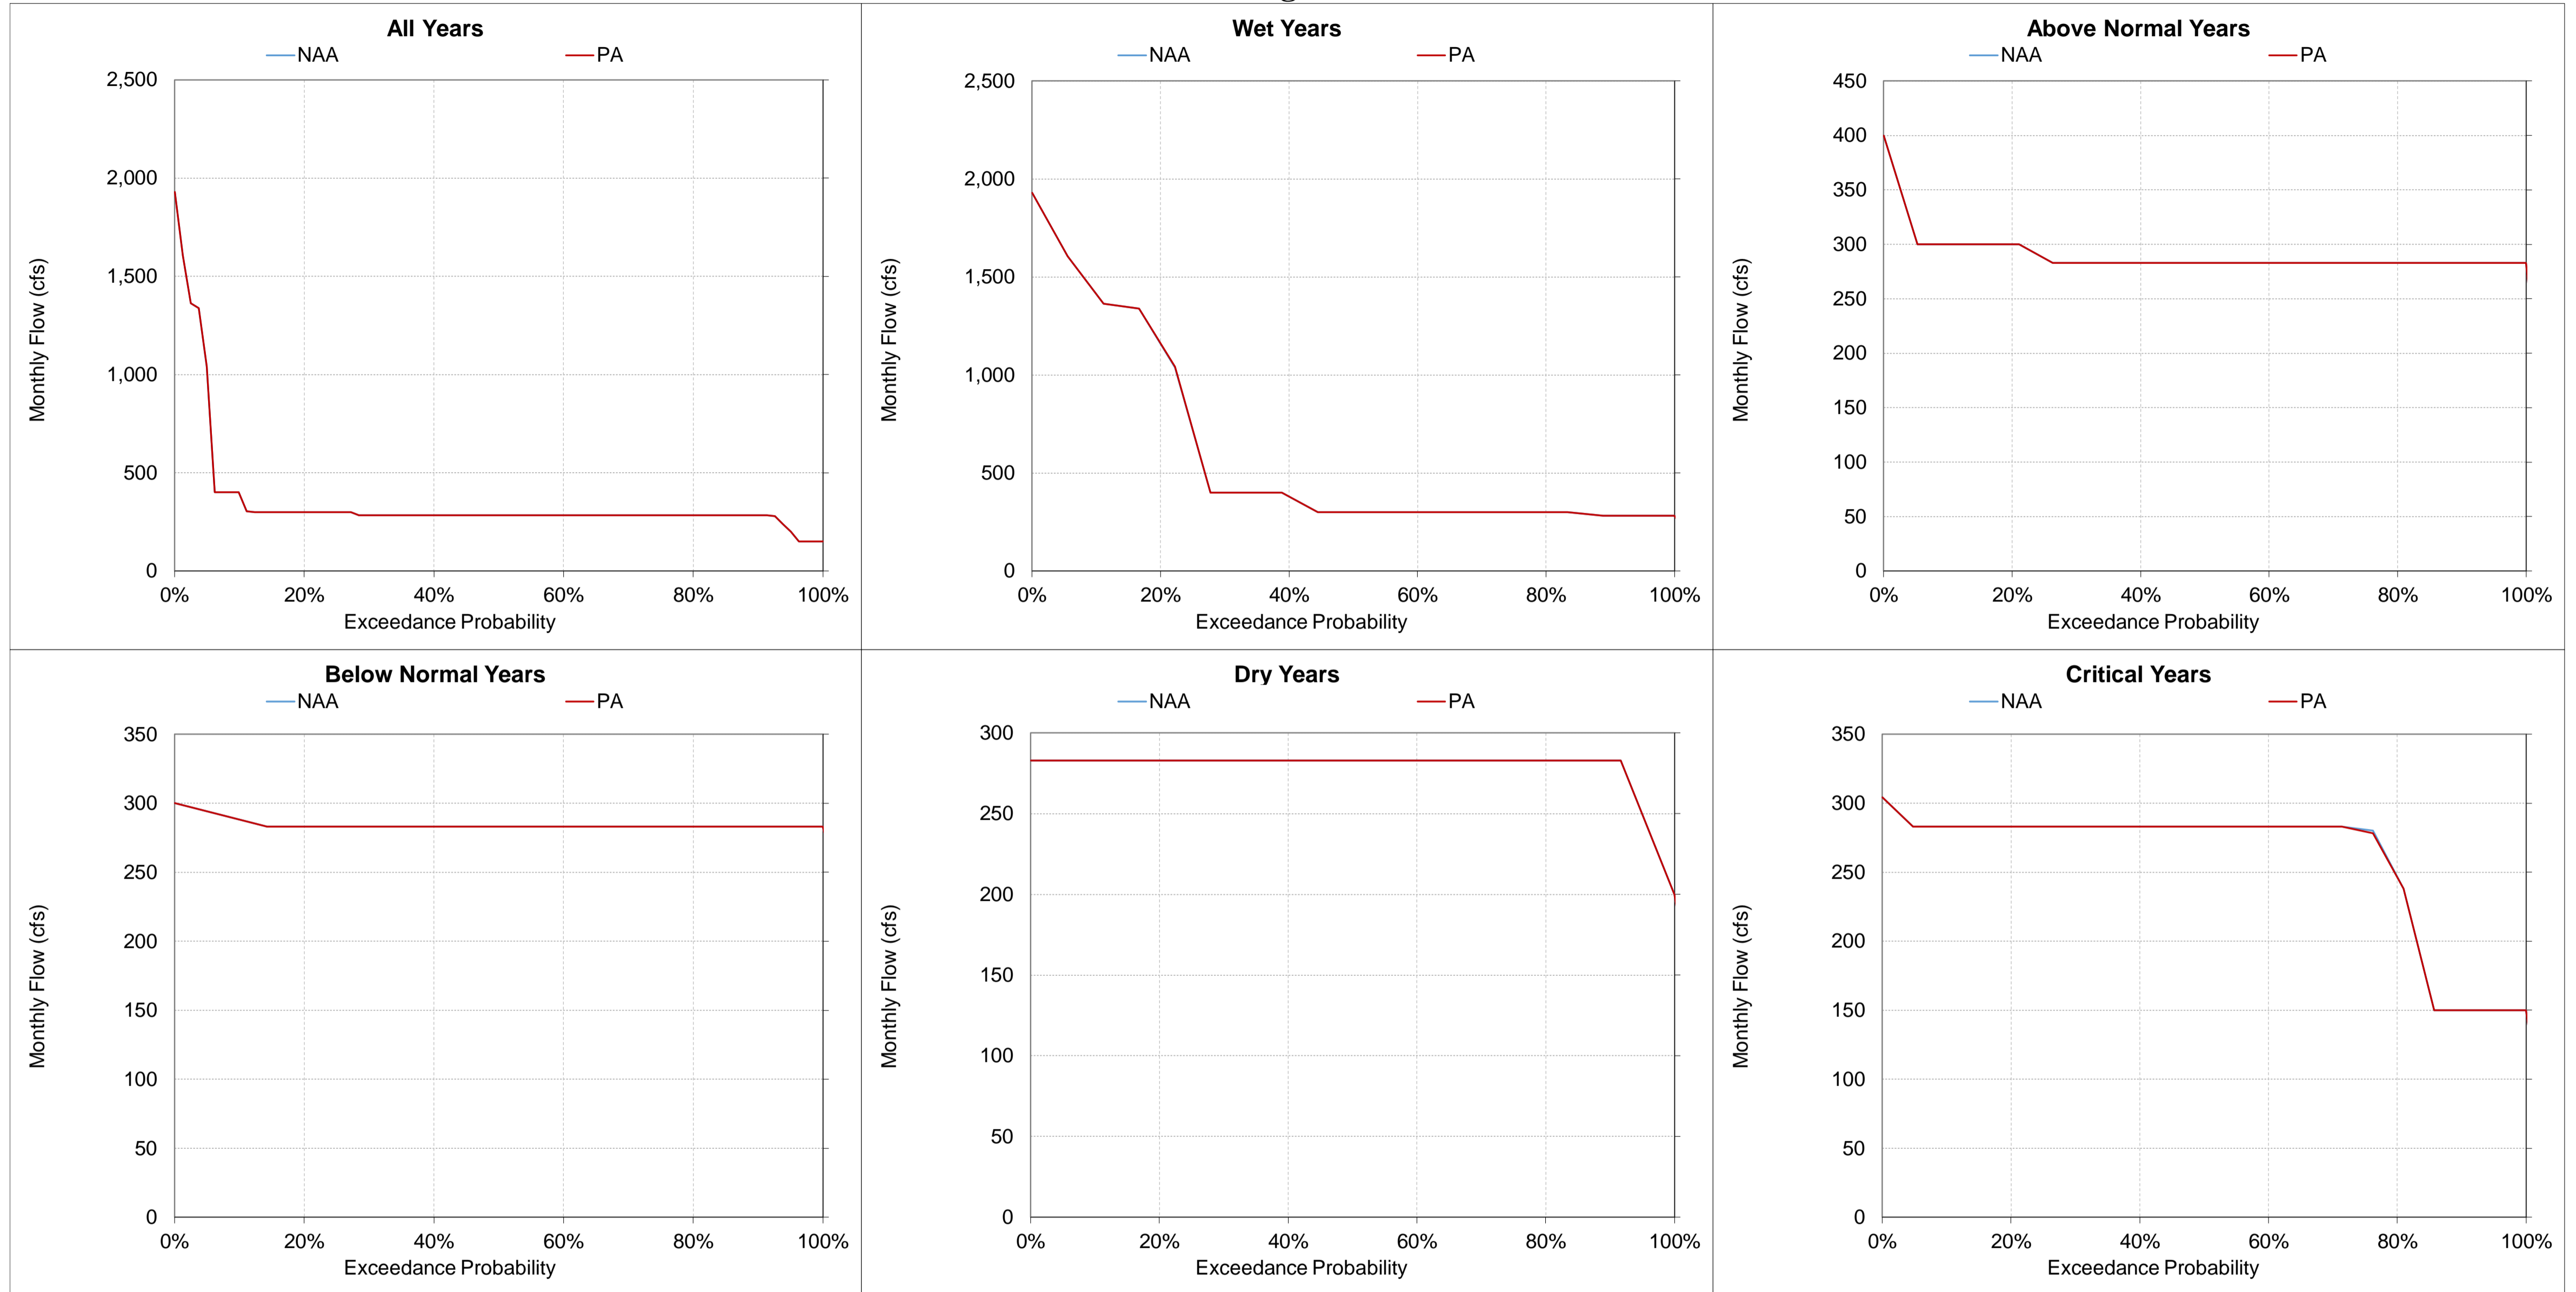 All Years
NAA PA
2,500
2,000
1,500
1,000
500
0
0% 20% 40% 60% 80% 100%
Monthly Flow (cfs)
Exceedance Probability
Wet Years
NAA PA
2,500
2,000
1,500
1,000
500
0
0% 20% 40% 60% 80% 100%
Monthly Flow (cfs)
Exceedance Probability
Above Normal Years
NAA PA
450
400
350
300
250
200
150
100
50
0
0% 20% 40% 60% 80% 100%
Monthly Flow (cfs)
Exceedance Probability
Below Normal Years
NAA PA
350
300
250
200
150
100
50
0
0% 20% 40% 60% 80% 100%
Monthly Flow (cfs)
Exceedance Probability
Dry Years
NAA PA
300
250
200
150
100
50
0
0% 20% 40% 60% 80% 100%
Monthly Flow (cfs)
Exceedance Probability
Critical Years
NAA PA
350
300
250
200
150
100
50
0
0% 20% 40% 60% 80% 100%
Monthly Flow (cfs)
Exceedance Probability